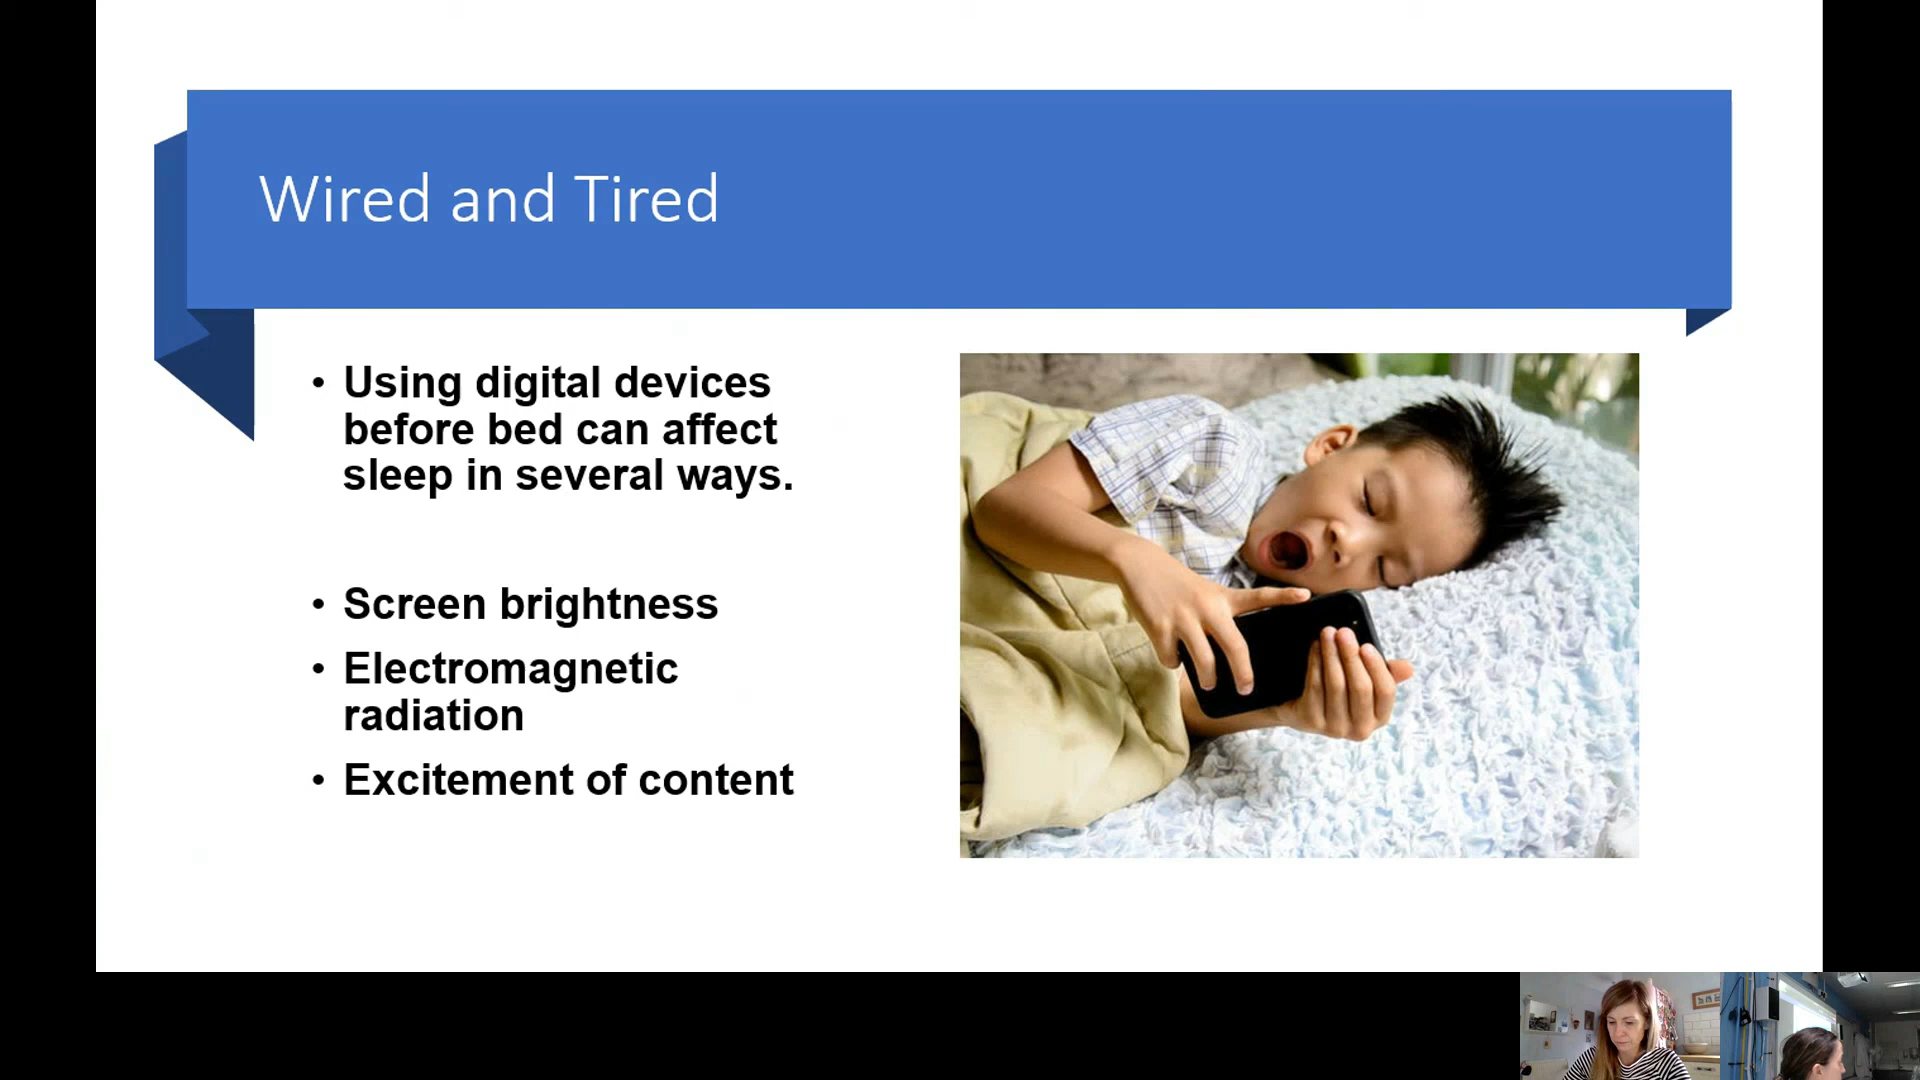 Wired and Tired
• Using digital devices
before bed can affect
sleep in several ways.
• Screen brightness
• Electromagnetic
radiation
• Excitement of content